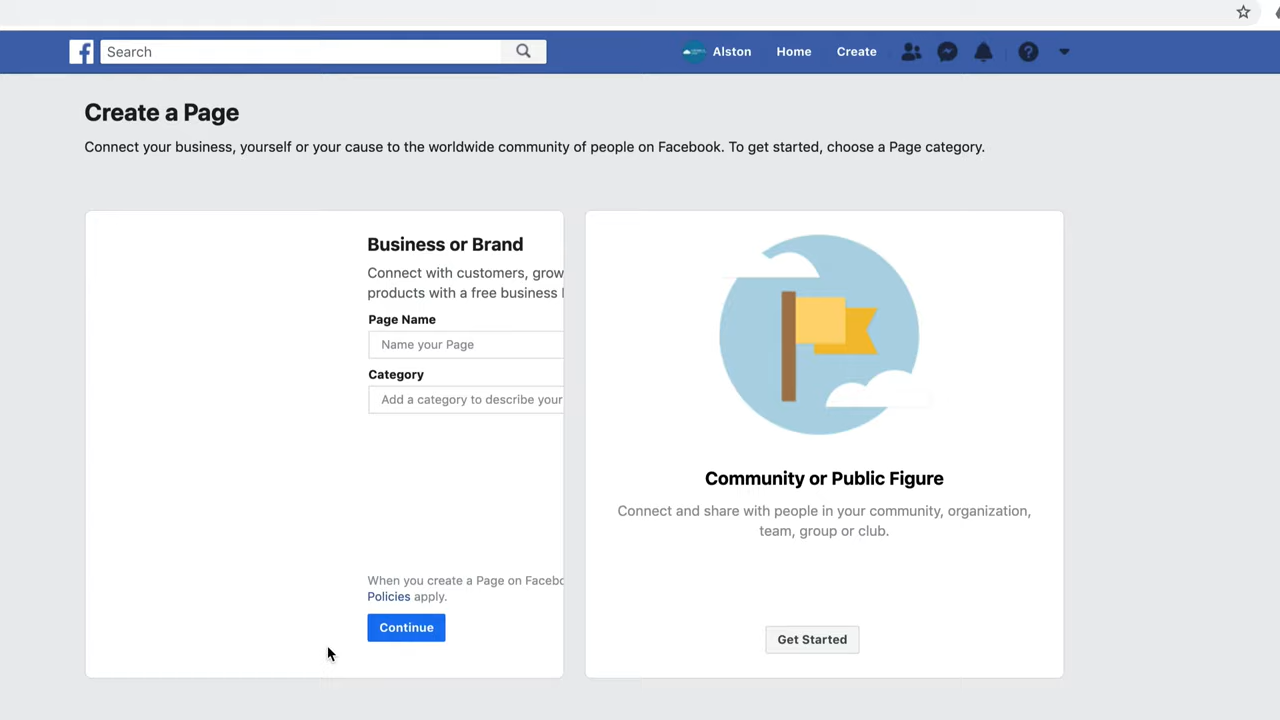 Search
Alston
Home
Create
Create a Page
Connect your business, yourself or your cause to the worldwide community of people on Facebook. To get started, choose a Page category.
Business or Brand
Connect with customers, grow
products with a free business
Page Name
Name your Page
Category
Add a category to describe your
When you create a Page on
Policies apply.
Continue
Community or Public Figure
Connect and share with people in your community, organization,
team, group or club.
Get Started